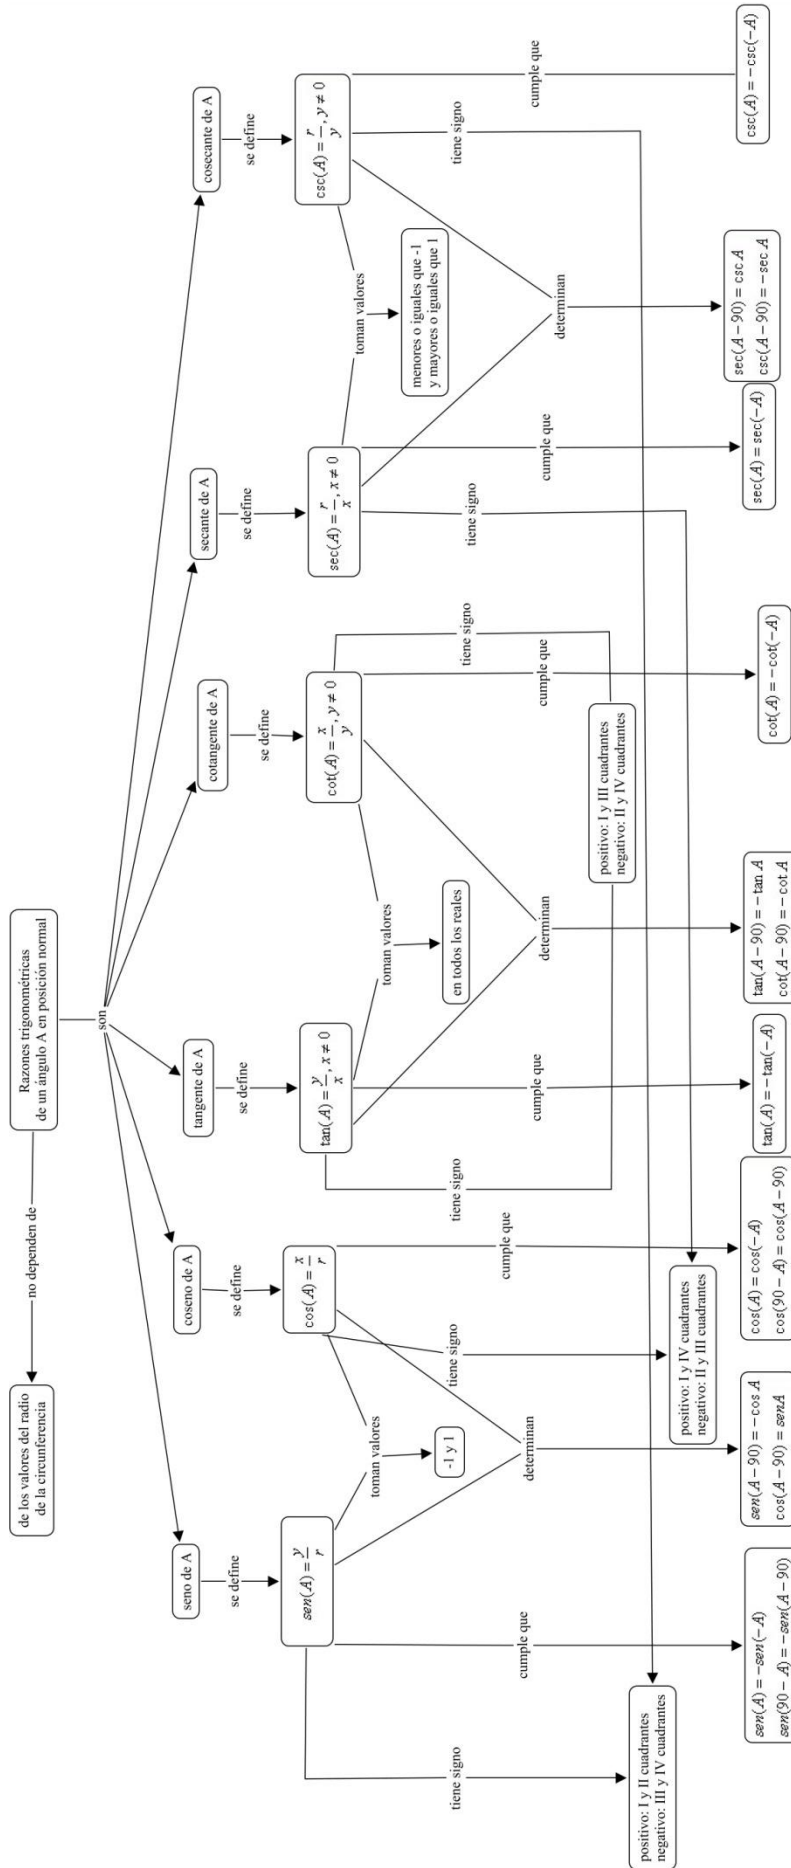 Razones trigonométricas
de un ángulo A en posición normal
no dependen de
de los valores del radio
de la circunferencia
son
seno de A
coseno de A
tangente de A
cotangente de A
secante de A
cosecante de A
se define
se define
se define
se define
se define
se define
sen(A) = y/r
cos(A) = x/r
tan(A) = y/x, x ≠ 0
cot(A) = x/y, y ≠ 0
sec(A) = r/x, x ≠ 0
csc(A) = r/y, y ≠ 0
toman valores
-1 y 1
toman valores
en todos los reales
toman valores
menores o iguales que -1
y mayores o iguales que 1
tiene signo
tiene signo
tiene signo
tiene signo
tiene signo
tiene signo
cumple que
cumple que
cumple que
cumple que
cumple que
cumple que
determinan
determinan
determinan
positivo: I y II cuadrantes
negativo: III y IV cuadrantes
positivo: I y IV cuadrantes
negativo: II y III cuadrantes
positivo: I y III cuadrantes
negativo: II y IV cuadrantes
sen(A) = −sen(−A)
sen(90 − A) = −sen(A − 90)
sen(A − 90) = −cos A
cos(A − 90) = senA
cos(A) = cos(−A)
cos(90 − A) = cos(A − 90)
tan(A) = −tan(−A)
tan(A − 90) = −tan A
cot(A − 90) = −cot A
cot(A) = −cot(−A)
sec(A) = sec(−A)
sec(A − 90) = csc A
csc(A − 90) = −sec A
csc(A) = −csc(−A)